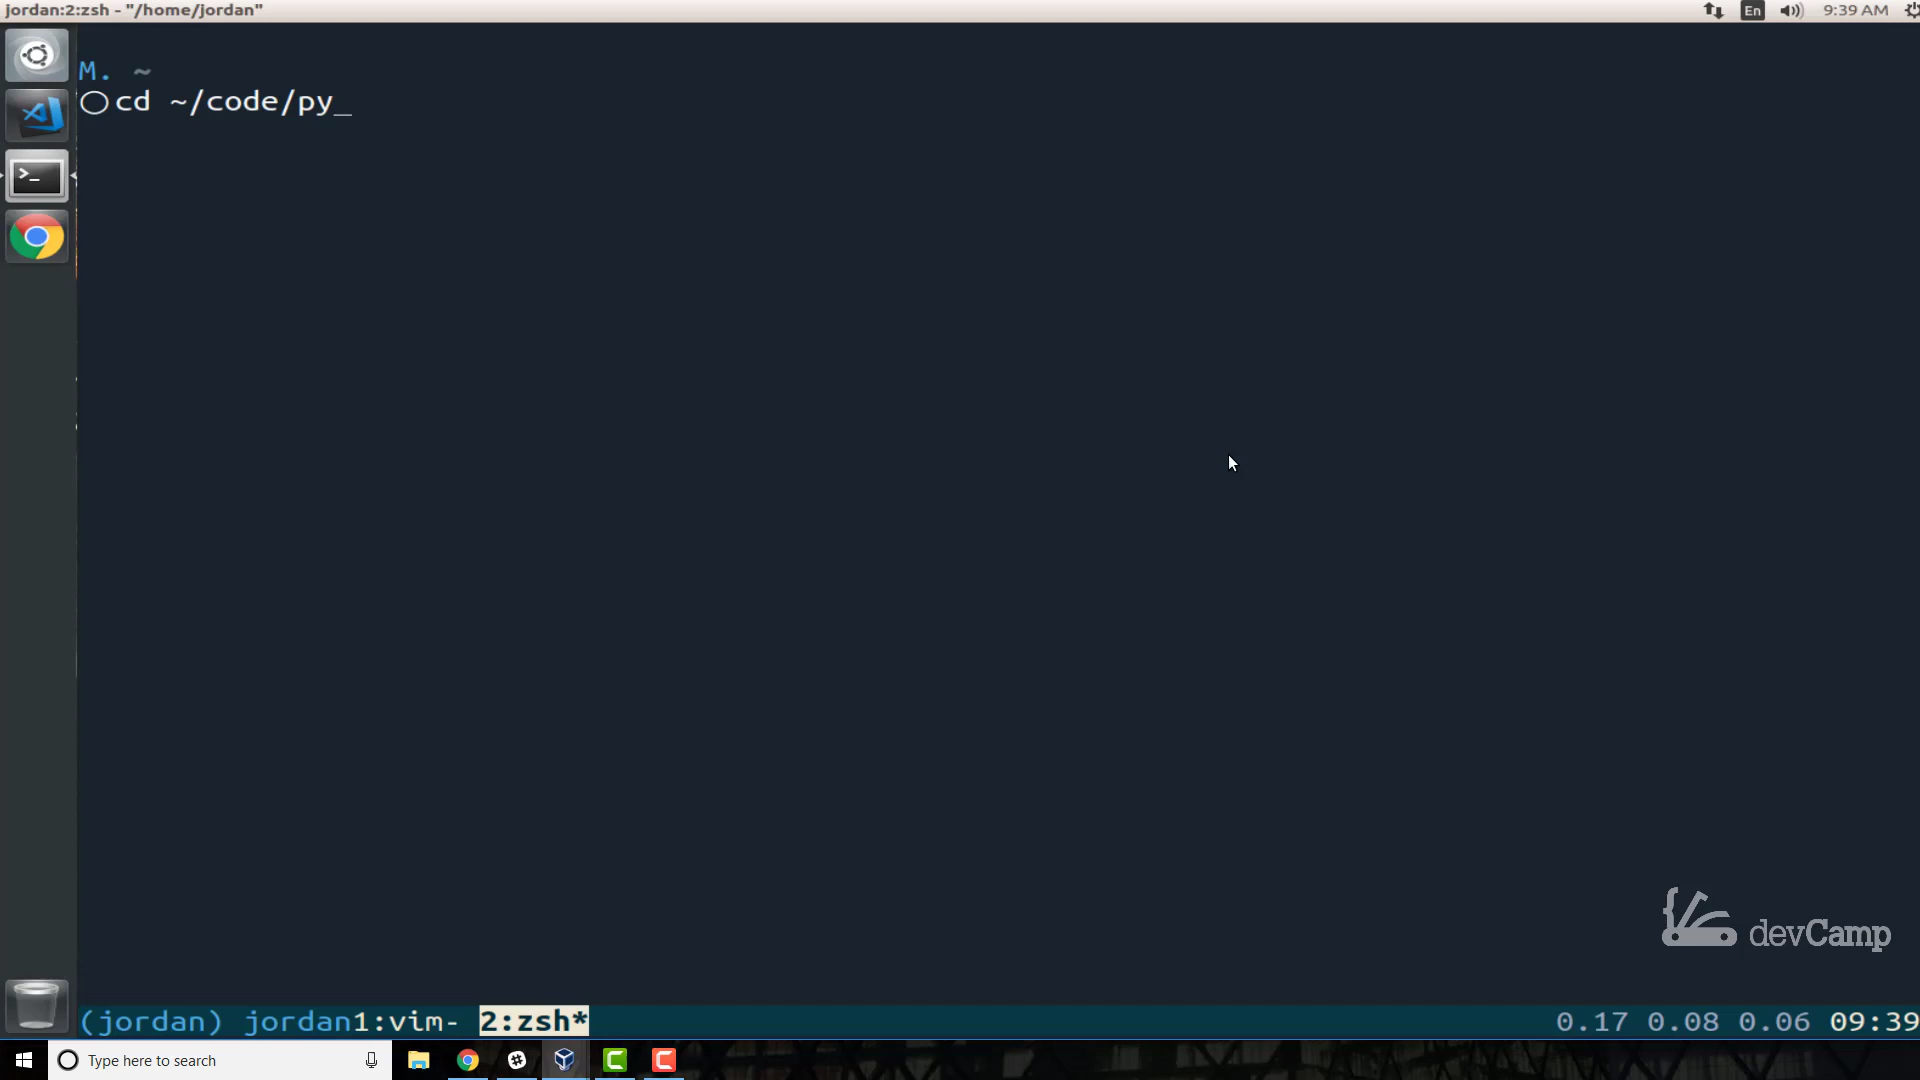 jordan:2:zsh - "/home/jordan"
En
9:39 AM
M. ~
cd ~/code/py_
>_
devCamp
(jordan) jordan1:vim- 2:zsh*
0.17 0.08 0.06 09:39
Type here to search